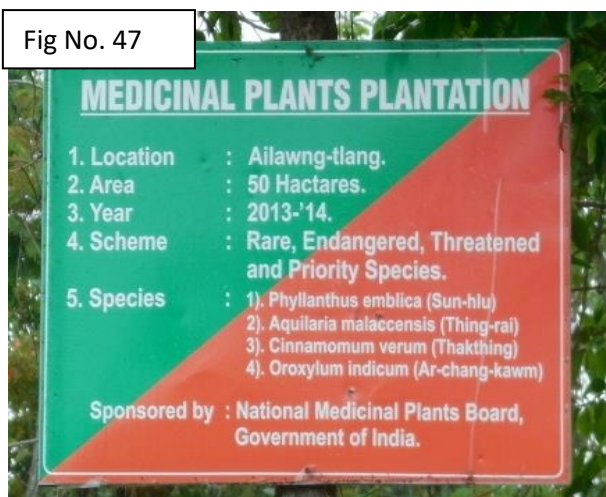 Fig No. 47
MEDICINAL PLANTS PLANTATION
1. Location : Ailawng-tlang.
2. Area : 50 Hactares.
3. Year : 2013-'14.
4. Scheme : Rare, Endangered, Threatened
and Priority Species.
5. Species : 1). Phyllanthus emblica (Sun-hlu)
2). Aquilaria malaccensis (Thing-rai)
3). Cinnamomum verum (Thakthing)
4). Oroxylum indicum (Ar-chang-kawm)
Sponsored by : National Medicinal Plants Board,
Government of India.